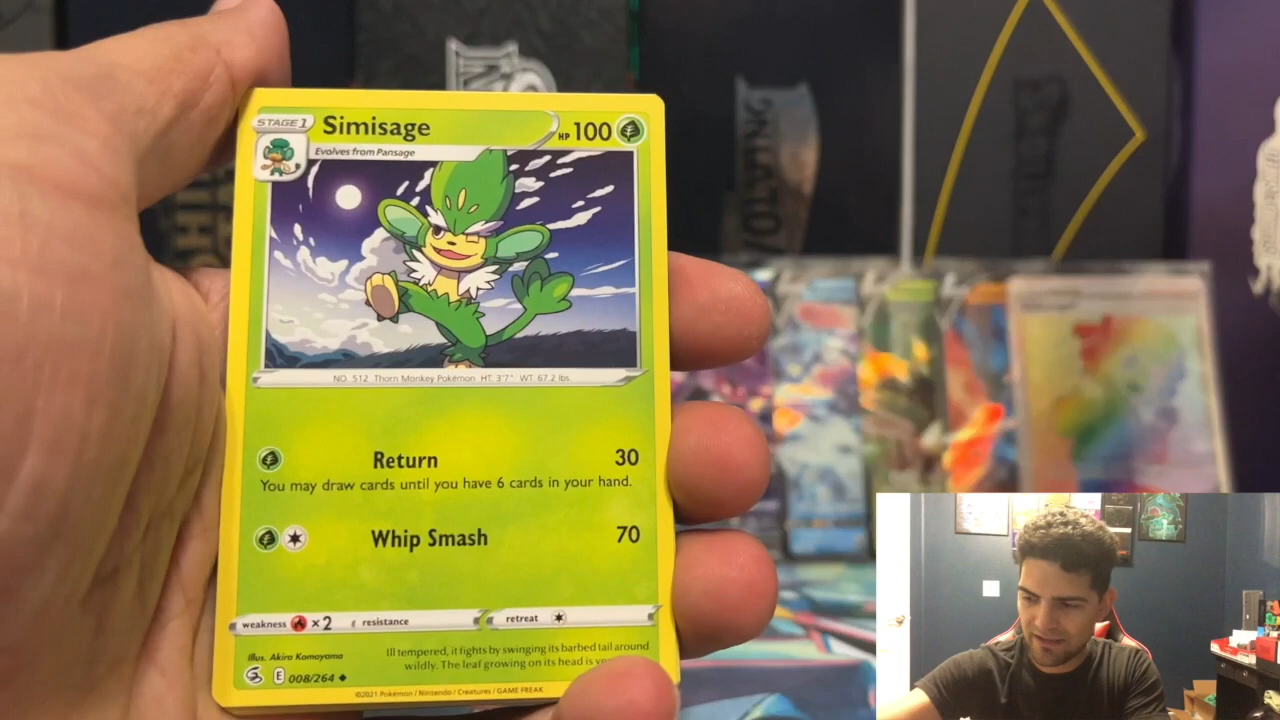 STAGE 1
Simisage
HP 100
Evolves from Pansage
NO. 512 Thorn Monkey Pokémon HT. 3'7" WT. 67.2 lbs.
Return 30
You may draw cards until you have 6 cards in your hand.
Whip Smash 70
weakness ×2 resistance retreat
Illus. Akira Komayama
Ill tempered, it fights by swinging its barbed tail around
wildly. The leaf growing on its head is
E 008/264
©2021 Pokémon / Nintendo / Creatures / GAME FREAK